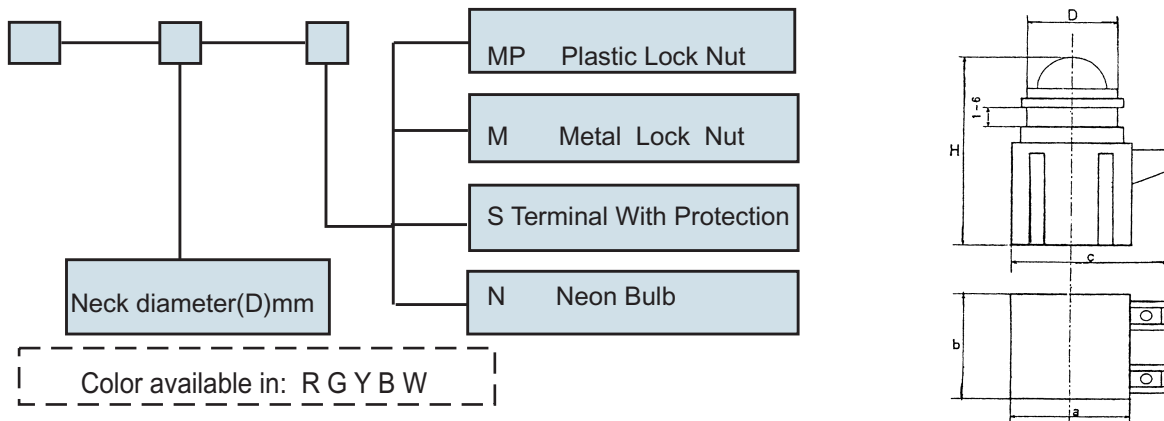 MP Plastic Lock Nut
M Metal Lock Nut
S Terminal With Protection
N Neon Bulb
Neck diameter(D)mm
Color available in: R G Y B W
D
1-6
H
c
b
a